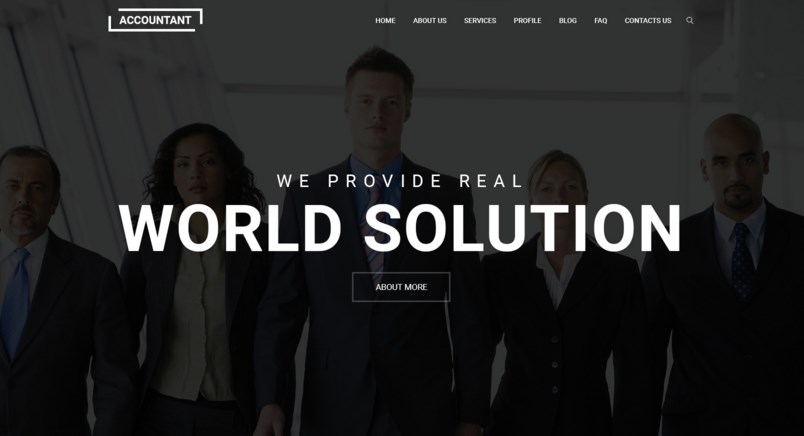 ACCOUNTANT
HOME ABOUT US SERVICES PROFILE BLOG FAQ CONTACTS US
WE PROVIDE REAL
WORLD SOLUTION
ABOUT MORE